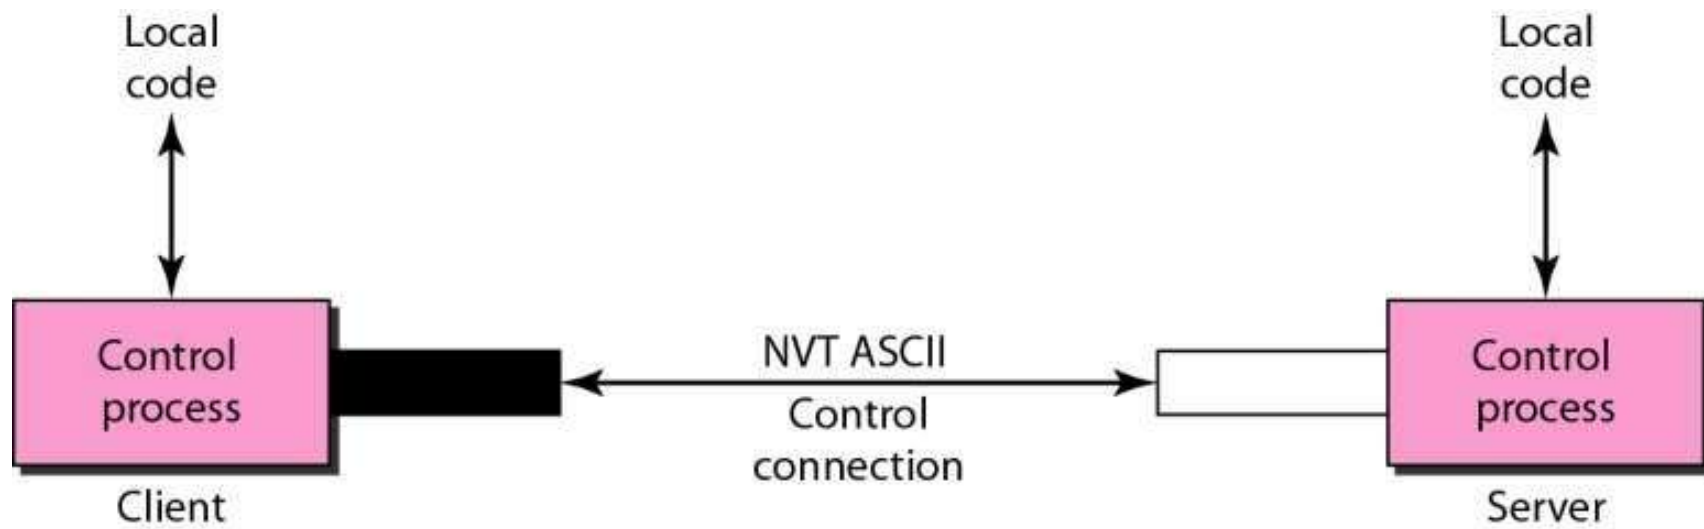 Local
code
Local
code
Control
process
NVT ASCII
Control
connection
Control
process
Client
Server